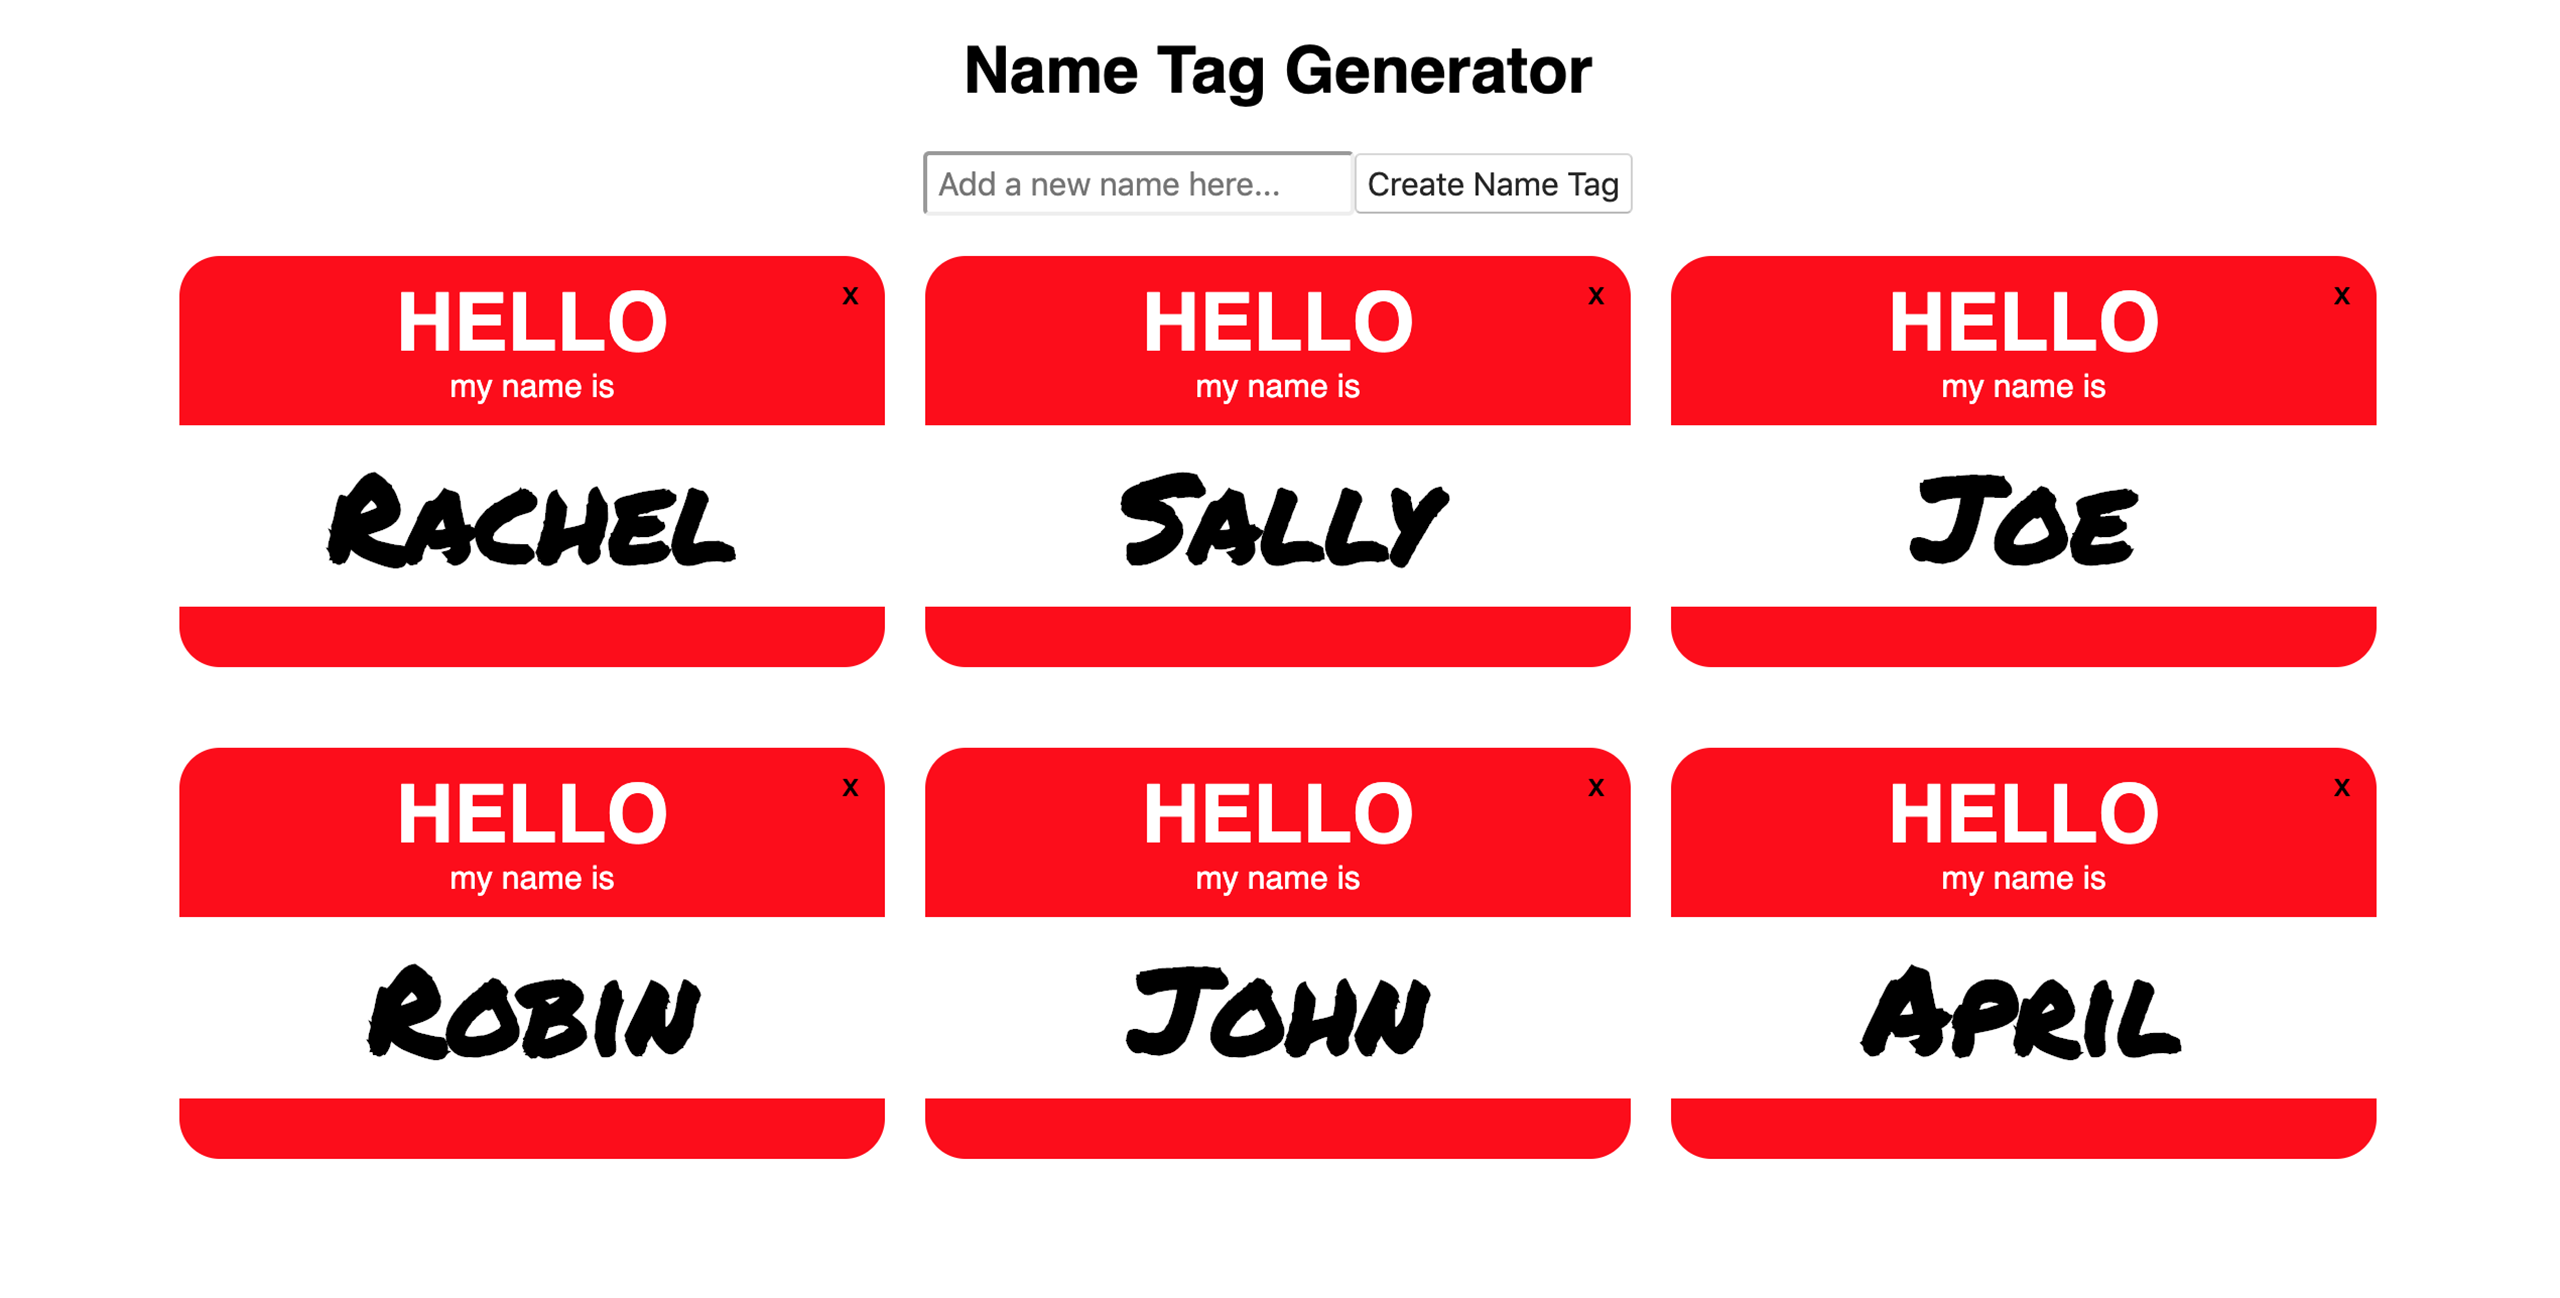 Name Tag Generator
Add a new name here...
Create Name Tag
x
HELLO
my name is
Rachel
x
HELLO
my name is
Sally
x
HELLO
my name is
Joe
x
HELLO
my name is
Robin
x
HELLO
my name is
John
x
HELLO
my name is
April